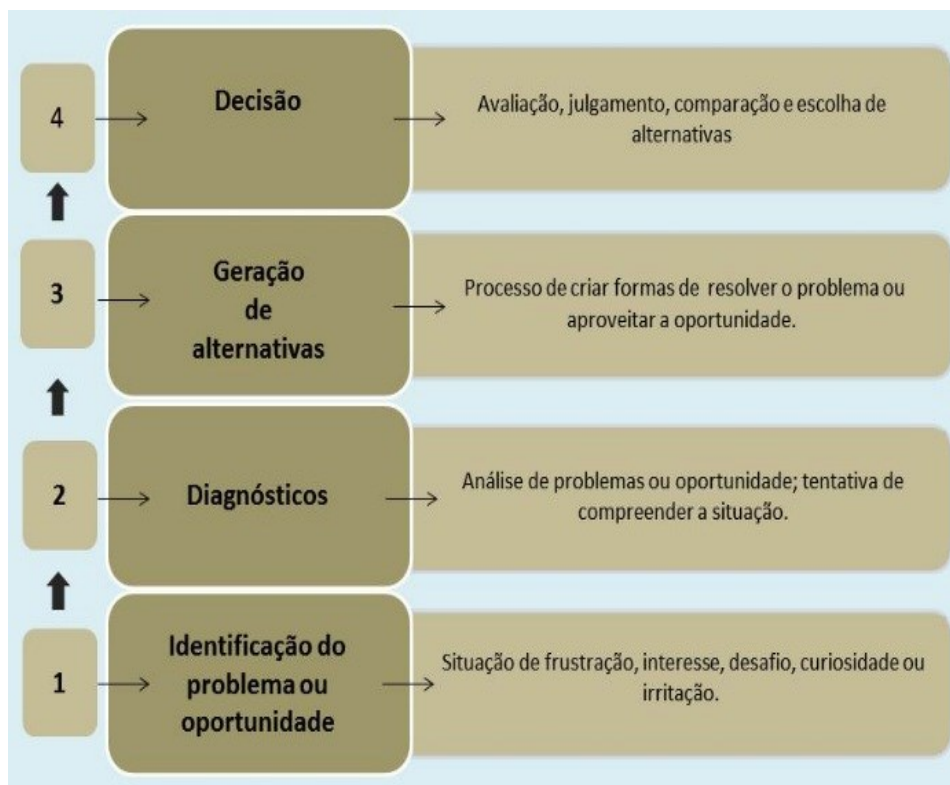 4
Decisão
Avaliação, julgamento, comparação e escolha de
alternativas
3
Geração
de
alternativas
Processo de criar formas de resolver o problema ou
aproveitar a oportunidade.
2
Diagnósticos
Análise de problemas ou oportunidade; tentativa de
compreender a situação.
1
Identificação do
problema ou
oportunidade
Situação de frustração, interesse, desafio, curiosidade ou
irritação.